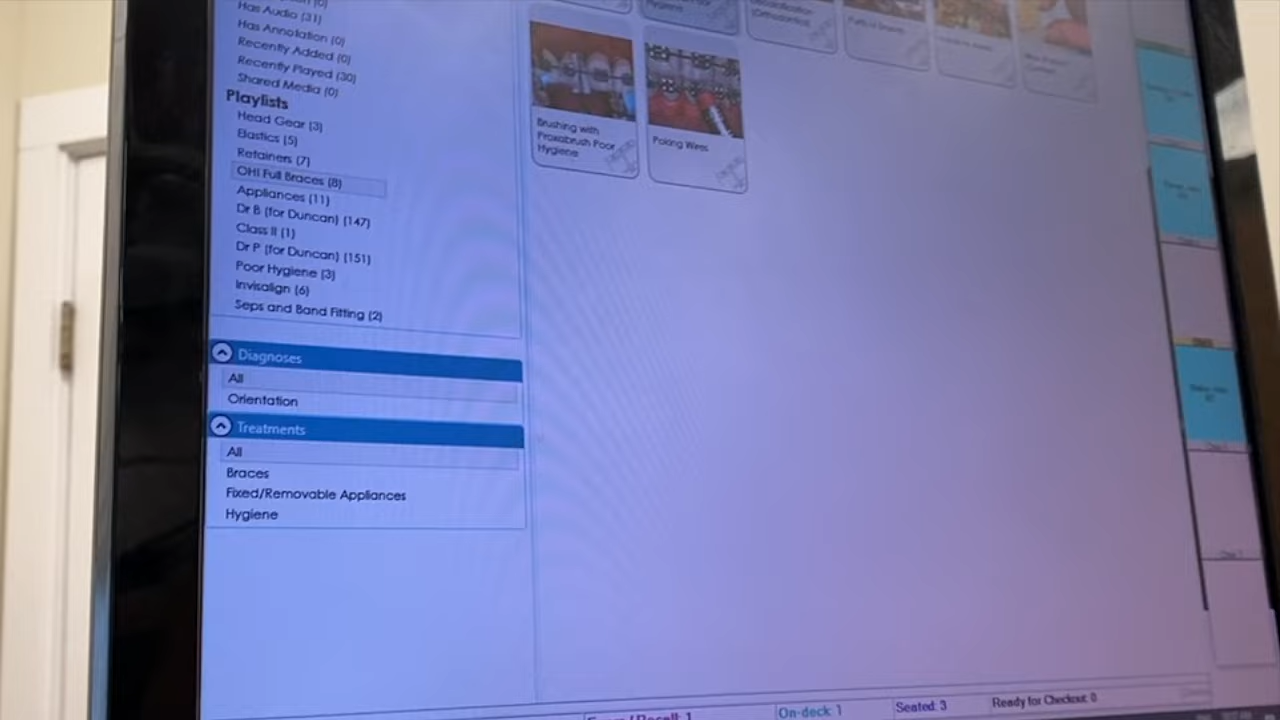 Has Audio (31)
Has Annotation (0)
Recently Added (0)
Recently Played (30)
Shared Media (0)
Playlists
Head Gear (3)
Elastics (5)
Retainers (7)
OHI Full Braces (8)
Appliances (11)
Dr B (for Duncan) (147)
Class II (1)
Dr P (for Duncan) (151)
Poor Hygiene (3)
Invisalign (6)
Seps and Band Fitting (2)
Diagnoses
All
Orientation
Treatments
All
Braces
Fixed/Removable Appliances
Hygiene
Hygiene
(Orthodontics)
Brushing with
Proxabrush Poor
Hygiene
Poking Wires
On-deck: 1
Seated: 3
Ready for Checkout: 0